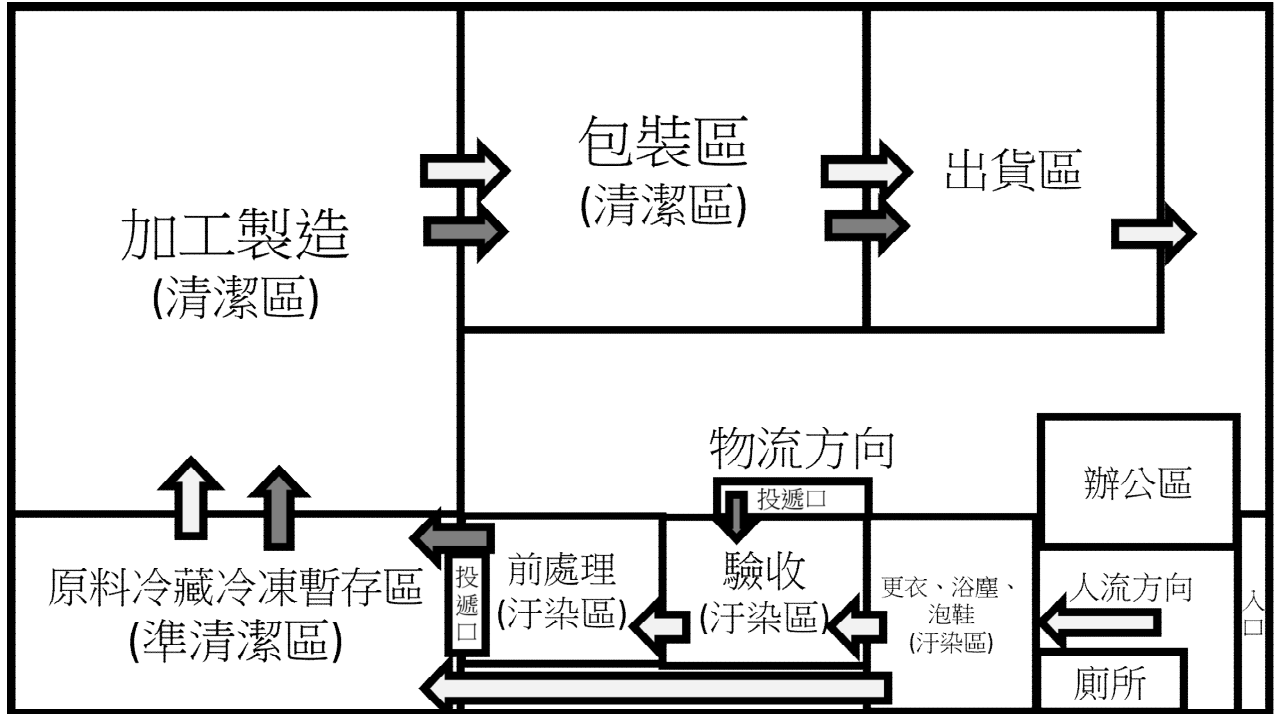 加工製造
(清潔區)
包裝區
(清潔區)
出貨區
物流方向
投遞口
辦公區
原料冷藏冷凍暫存區
(準清潔區)
投遞口
前處理
(汙染區)
驗收
(汙染區)
更衣、浴塵、
泡鞋
(汙染區)
人流方向
廁所
入口